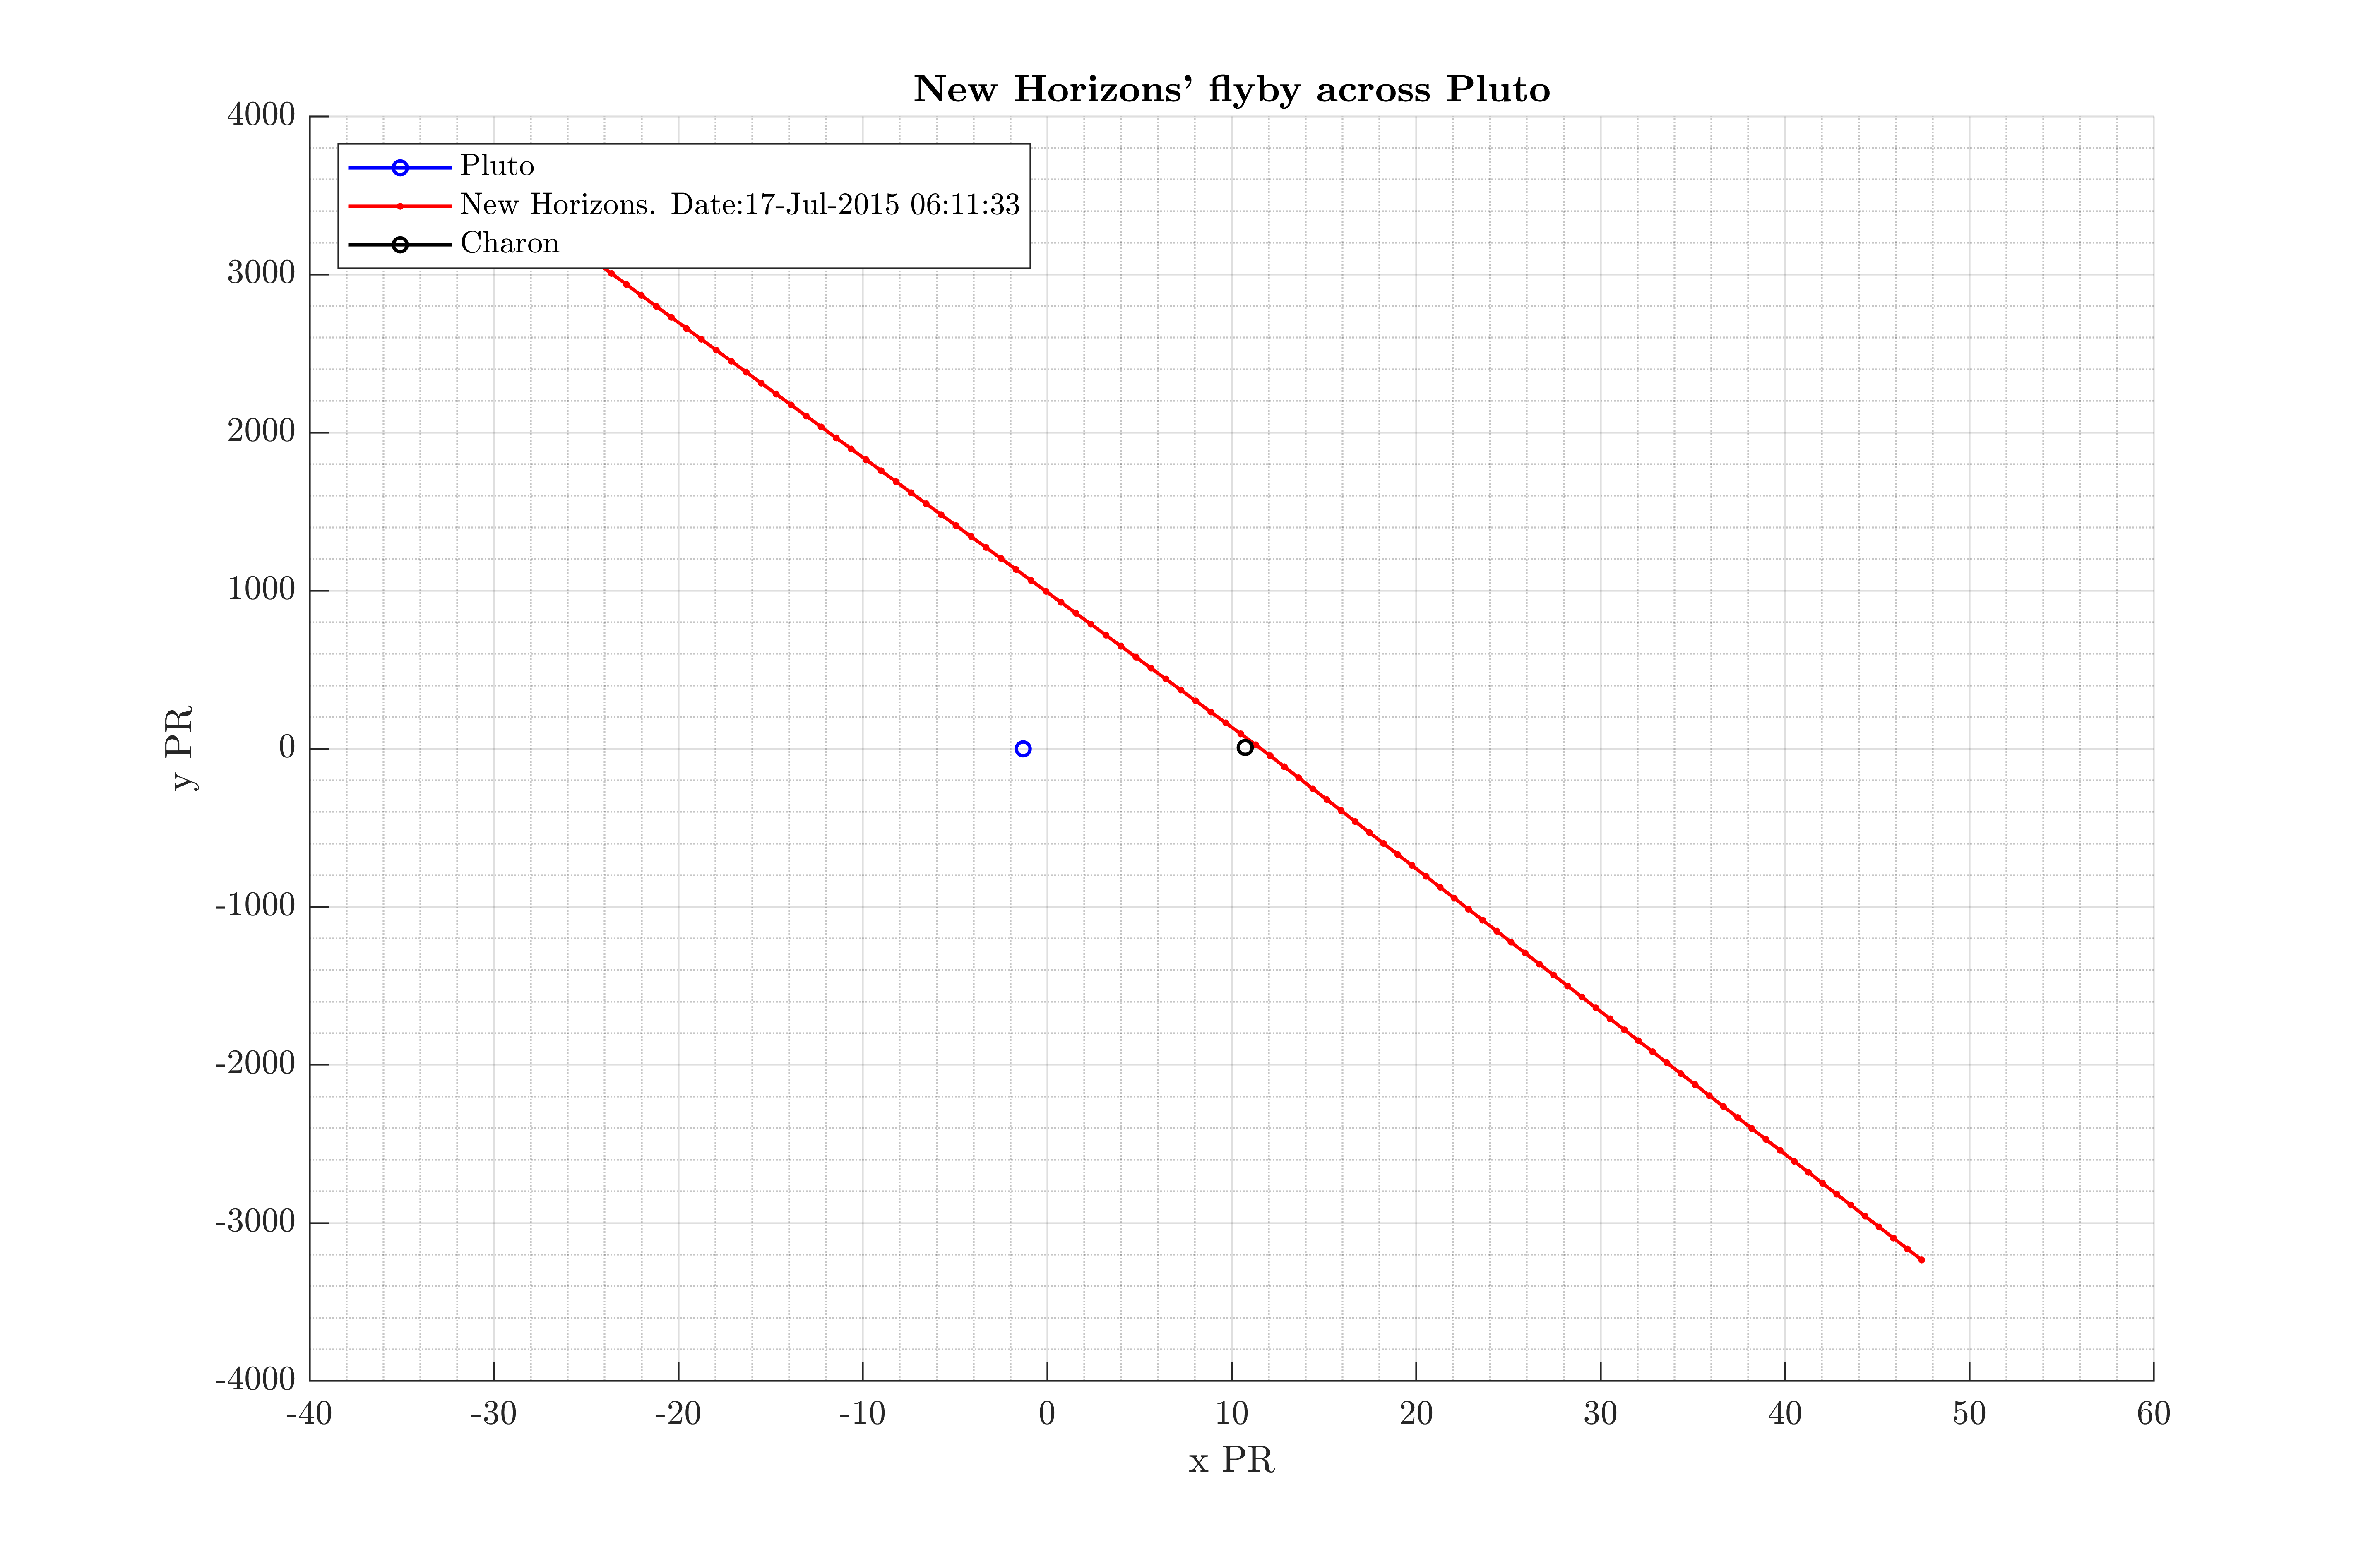 New Horizons' flyby across Pluto
4000
3000
2000
1000
0
-1000
-2000
-3000
-4000
y PR
Pluto
New Horizons. Date:17-Jul-2015 06:11:33
Charon
-40 -30 -20 -10 0 10 20 30 40 50 60
x PR